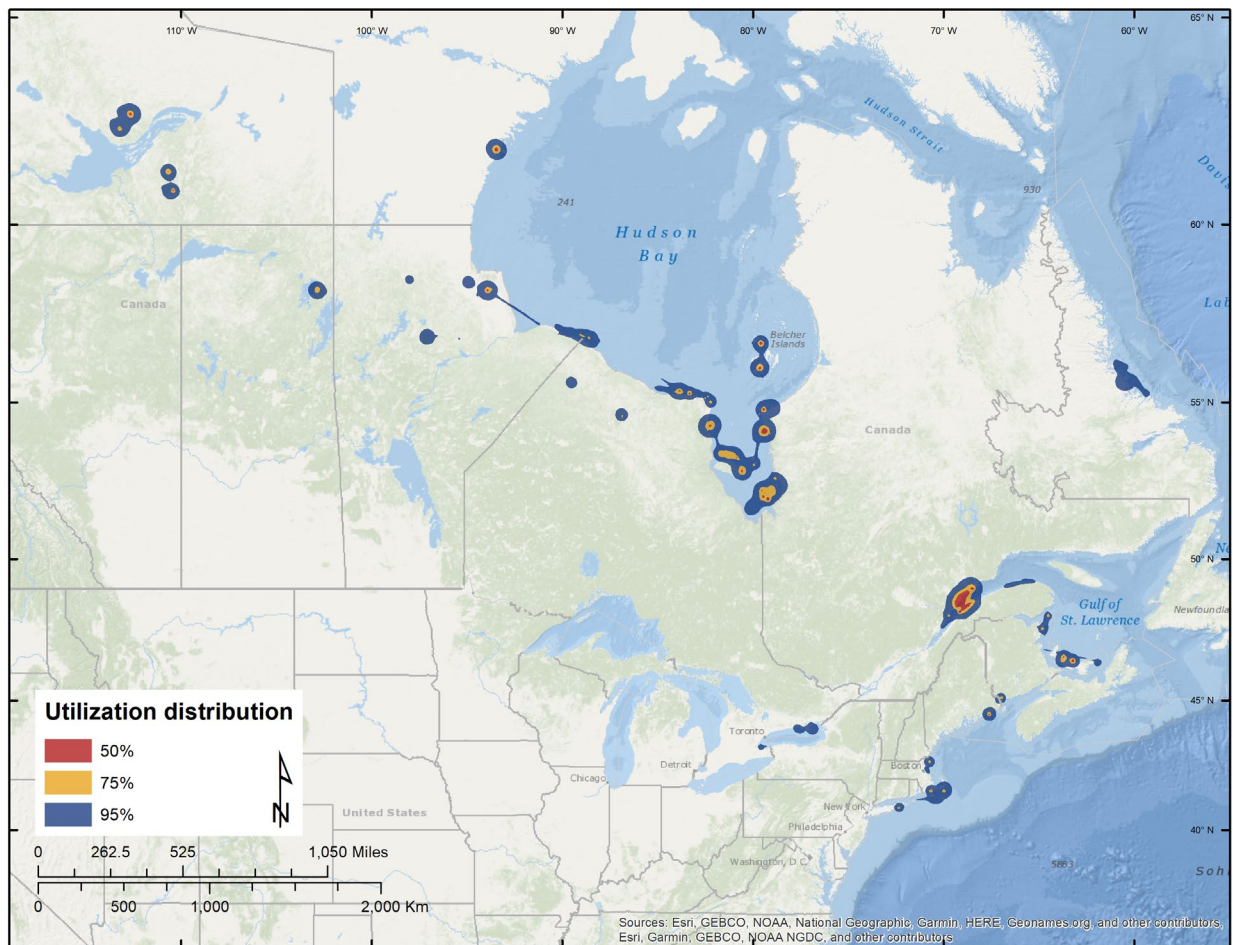 110° W 100° W 90° W 80° W 70° W 60° W 65° N
Hudson Strait
Davis
930
241
60° N
Hudson
Bay
Canada
Lab
Belcher
Islands
55° N
Canada
50° N
Gulf of
St. Lawrence
Newfoundla
45° N
Toronto
Boston
Detroit
Chicago
New York
Philadelphia
40° N
Washington, D.C.
5883
Soh
United States
Utilization distribution
50%
75%
95%
N
0 262.5 525 1,050 Miles
0 500 1,000 2,000 Km
Sources: Esri, GEBCO, NOAA, National Geographic, Garmin, HERE, Geonames.org, and other contributors,
Esri, Garmin, GEBCO, NOAA NGDC, and other contributors